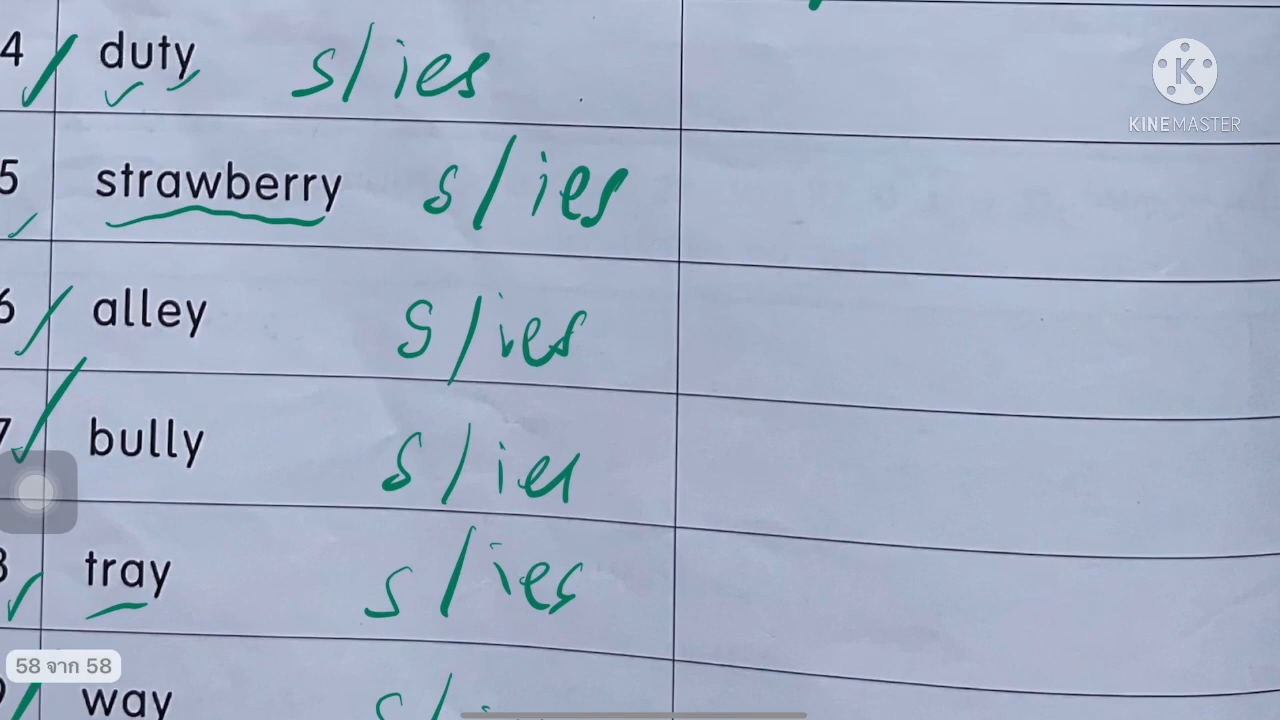 4 duty s/ies
KINEMASTER
5 strawberry s/ies
6 alley s/ies
7 bully s/ies
8 tray s/ies
58 จาก 58
9 way s/